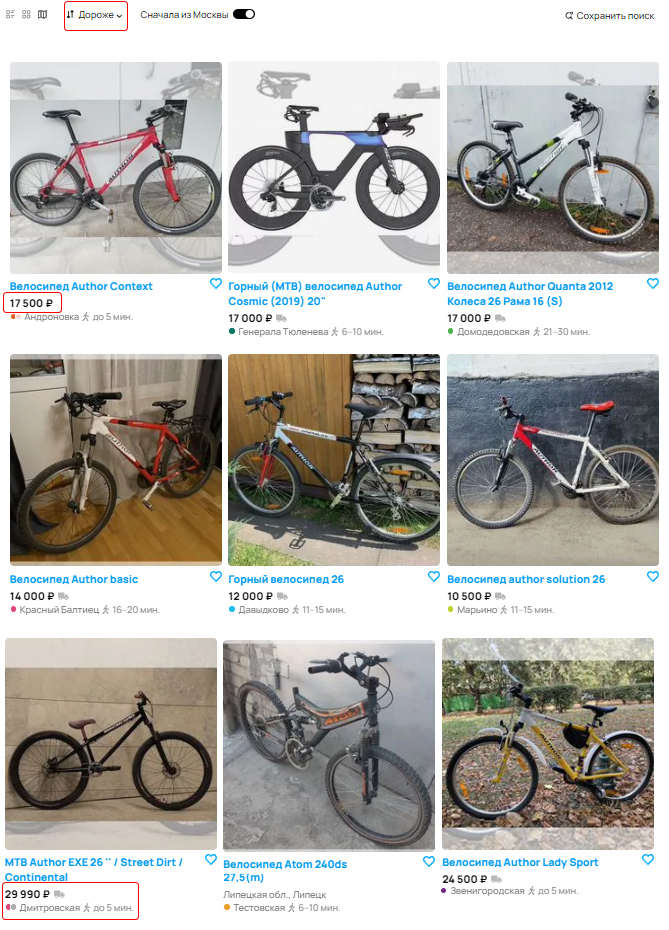 Дороже
Сначала из Москвы
Сохранить поиск
Велосипед Author Context
17 500 ₽
Андроновка до 5 мин.
Горный (MTB) велосипед Author
Cosmic (2019) 20"
17 000 ₽
Генерала Тюленева 6–10 мин.
Велосипед Author Quanta 2012
Колеса 26 Рама 16 (S)
17 000 ₽
Домодедовская 21–30 мин.
Велосипед Author basic
14 000 ₽
Красный Балтиец 16–20 мин.
Горный велосипед 26
12 000 ₽
Давыдково 11–15 мин.
Велосипед author solution 26
10 500 ₽
Марьино 11–15 мин.
MTB Author EXE 26 '' / Street Dirt /
Continental
29 990 ₽
Дмитровская до 5 мин.
Велосипед Atom 240ds
27,5(m)
Липецкая обл., Липецк
Тестовская 6–10 мин.
Велосипед Author Lady Sport
24 500 ₽
Звенигородская до 5 мин.